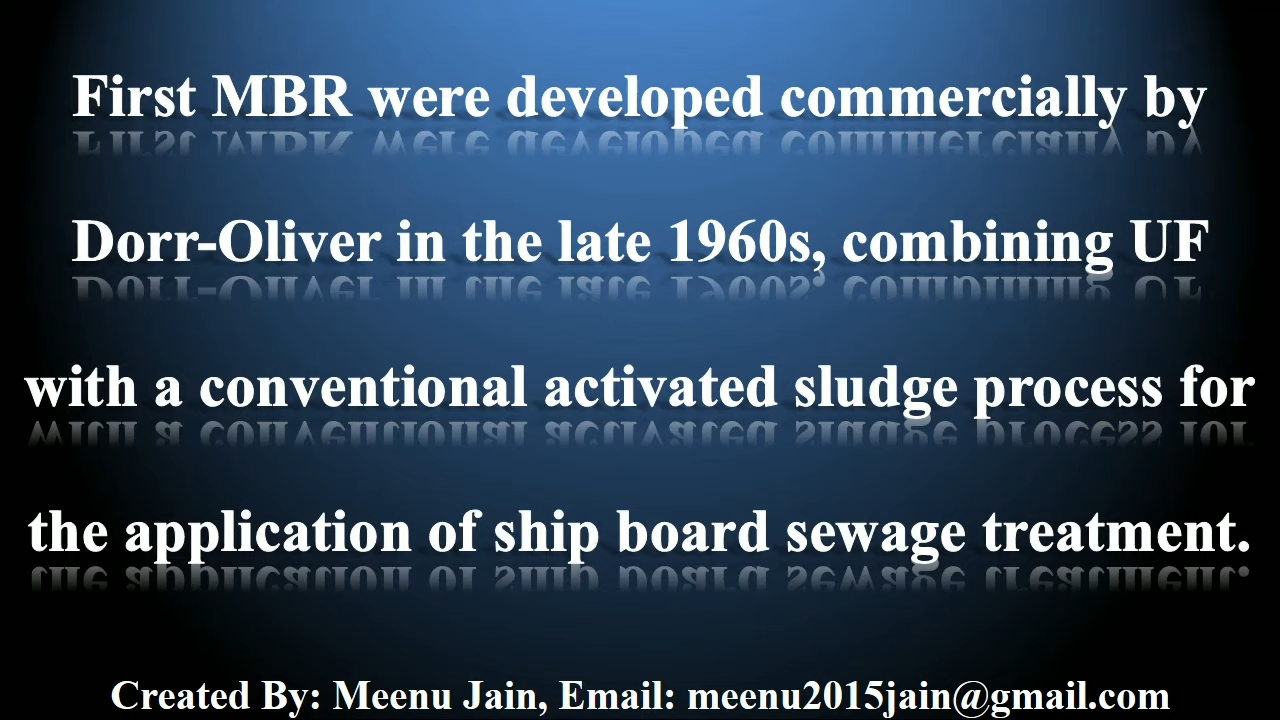 First MBR were developed commercially by
Dorr-Oliver in the late 1960s, combining UF
with a conventional activated sludge process for
the application of ship board sewage treatment.
Created By: Meenu Jain, Email: meenu2015jain@gmail.com